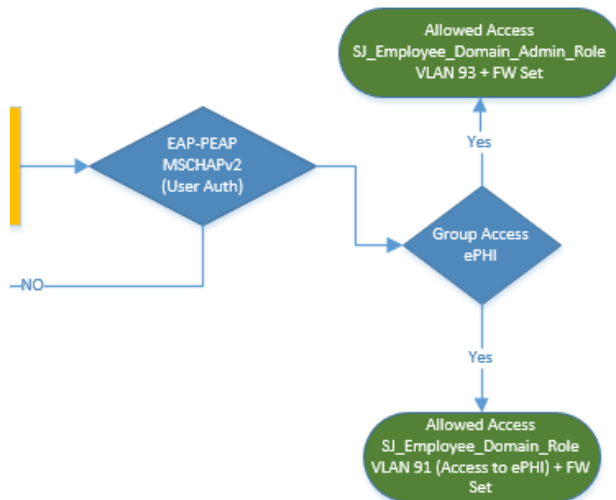 Allowed Access
SJ_Employee_Domain_Admin_Role
VLAN 93 + FW Set
Yes
EAP-PEAP
MSCHAPv2
(User Auth)
Group Access
ePHI
NO
Yes
Allowed Access
SJ_Employee_Domain_Role
VLAN 91 (Access to ePHI) + FW
Set